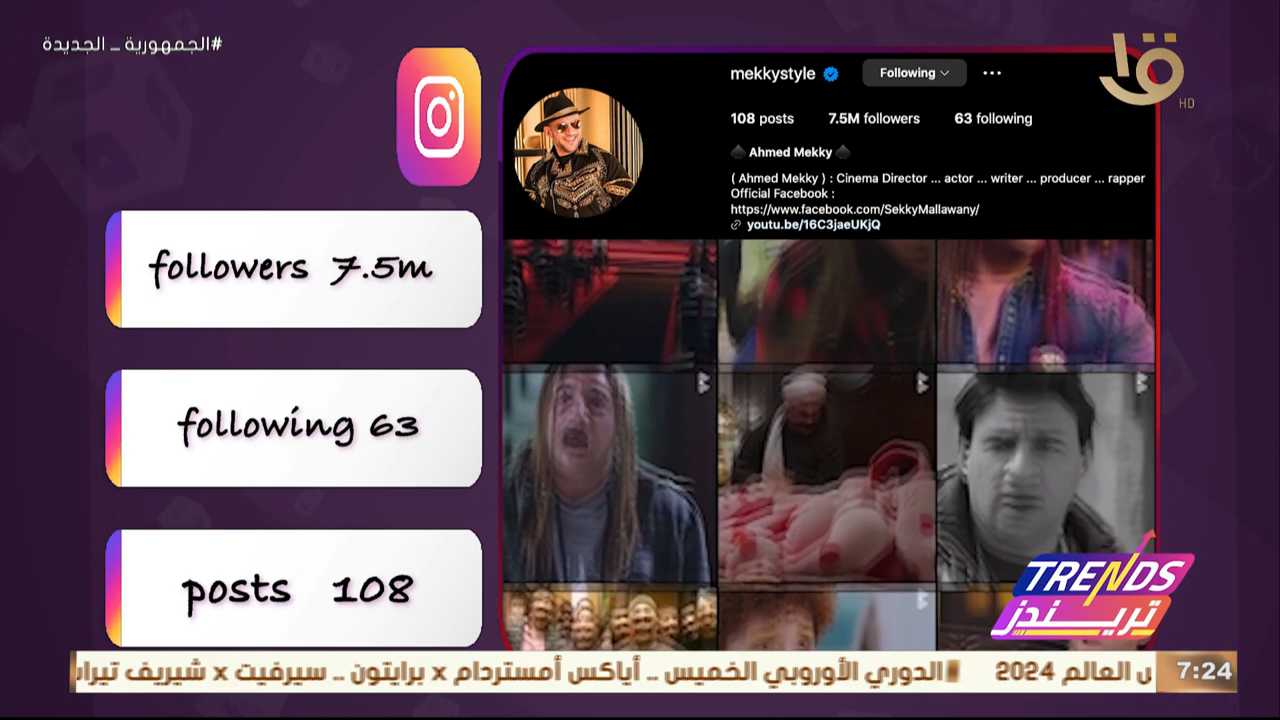 #الجمهورية _ الجديدة
HD
mekkystyle
Following
108 posts 7.5M followers 63 following
Ahmed Mekky
( Ahmed Mekky ) : Cinema Director ... actor ... writer ... producer ... rapper
Official Facebook :
https://www.facebook.com/SekkyMallawany/
youtu.be/16C3jaeUKjQ
followers 7.5m
following 63
posts 108
TRENDS
تريندز
العالم 2024 الدوري الأوروبي الخميس .. أياكس أمستردام x برايتون .. سيرفيت x شيريف
7:24